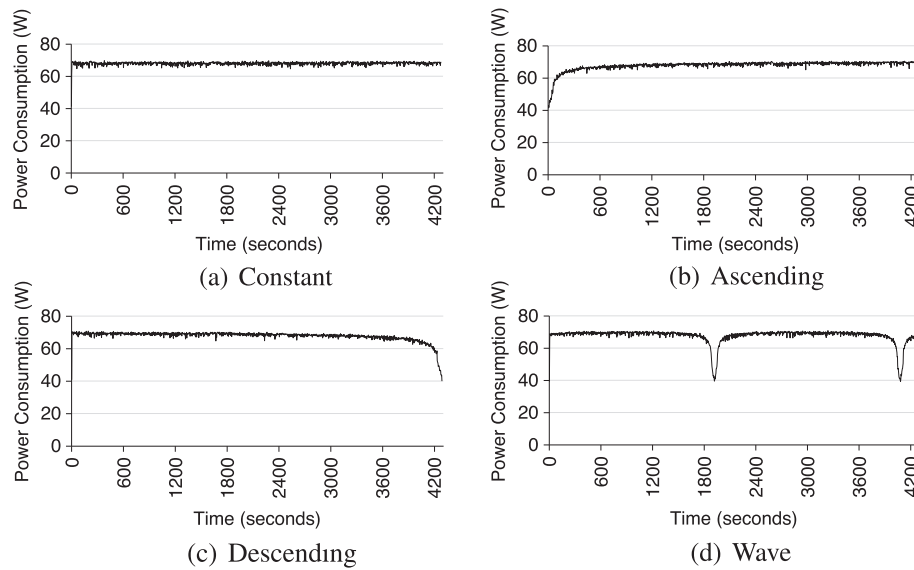 Power Consumption (W)
80
60
40
20
0
0 600 1200 1800 2400 3000 3600 4200
Time (seconds)
(a) Constant
Power Consumption (W)
80
60
40
20
0
0 600 1200 1800 2400 3000 3600 4200
Time (seconds)
(b) Ascending
Power Consumption (W)
80
60
40
20
0
0 600 1200 1800 2400 3000 3600 4200
Time (seconds)
(c) Descending
Power Consumption (W)
80
60
40
20
0
0 600 1200 1800 2400 3000 3600 4200
Time (seconds)
(d) Wave